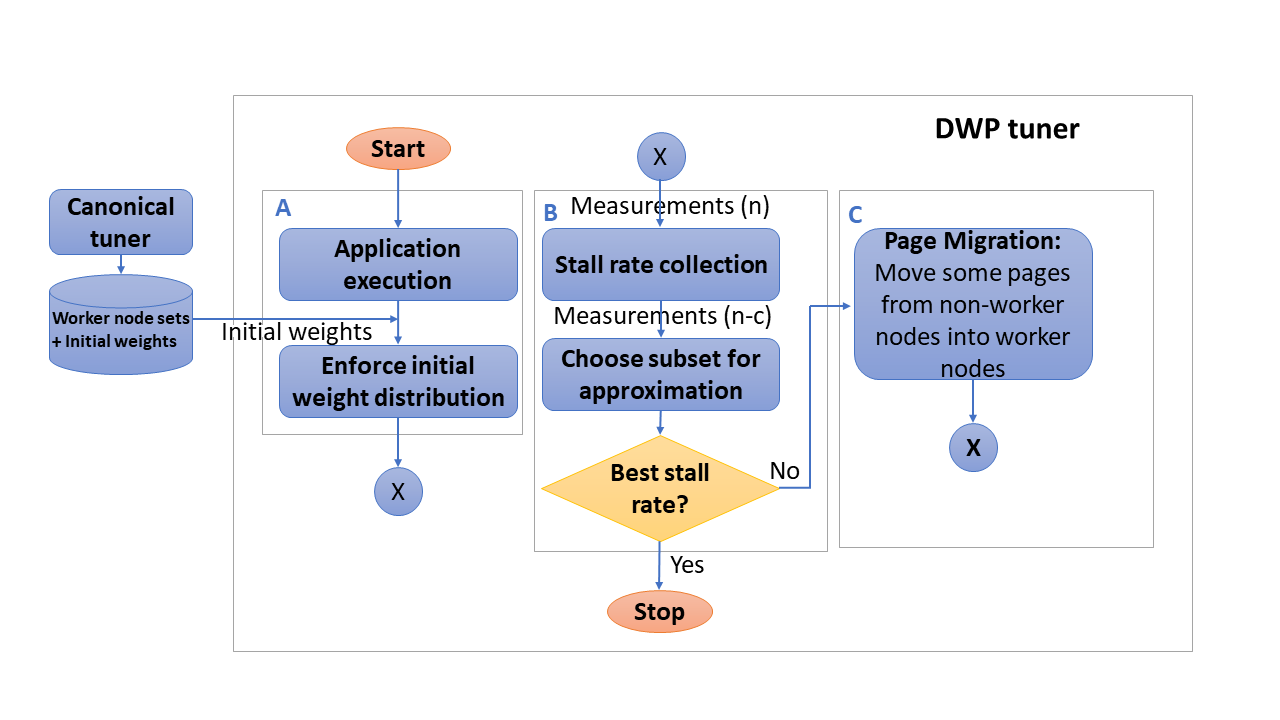 DWP tuner
Canonical
tuner
Worker node sets
+ Initial weights
Initial weights
Start
A
Application
execution
Enforce initial
weight distribution
X
X
B
Measurements (n)
Stall rate collection
Measurements (n-c)
Choose subset for
approximation
Best stall
rate?
No
Yes
Stop
C
Page Migration:
Move some pages
from non-worker
nodes into worker
nodes
X